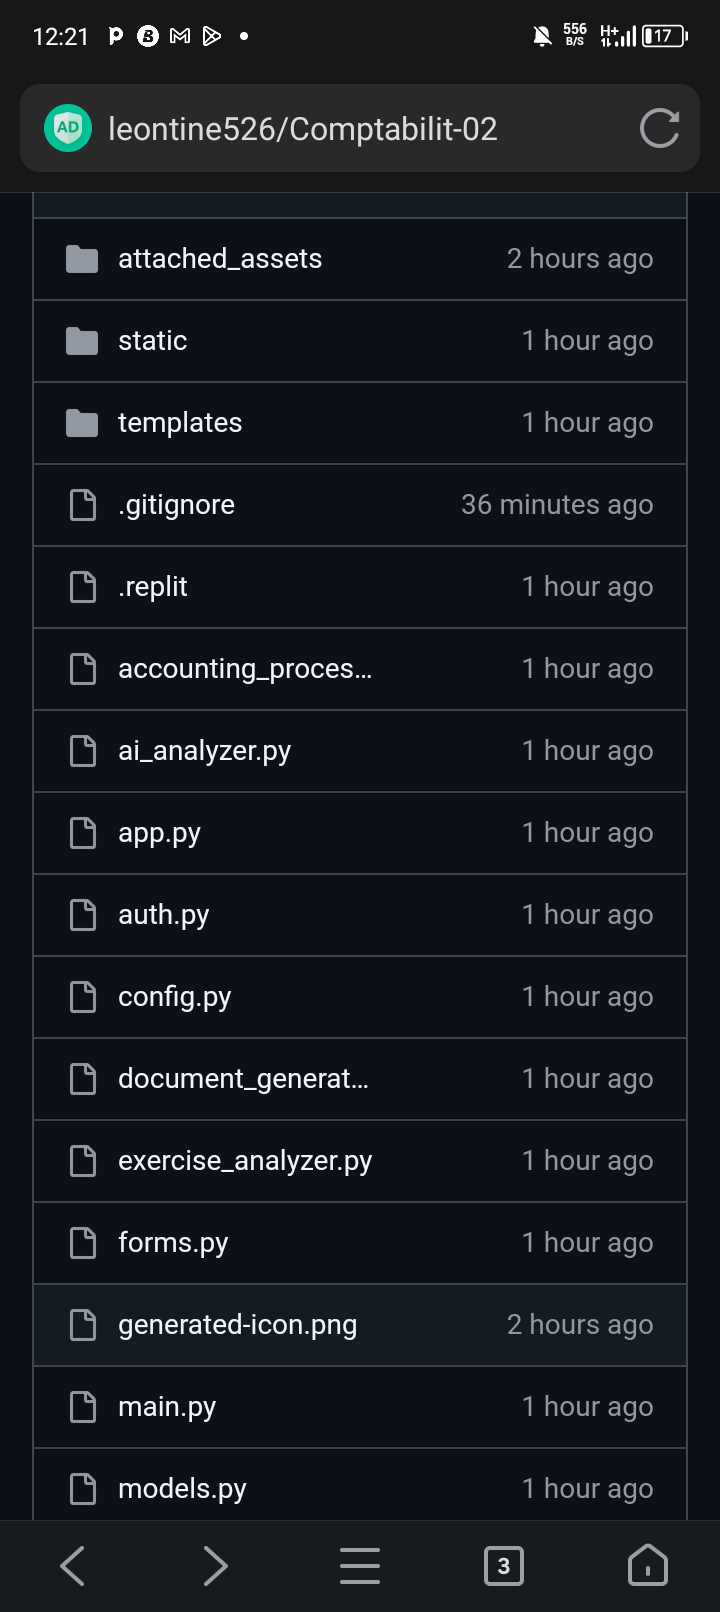 12:21
556
B/S
H+
17
AD
leontine526/Comptabilit-02
attached_assets 2 hours ago
static 1 hour ago
templates 1 hour ago
.gitignore 36 minutes ago
.replit 1 hour ago
accounting_proces... 1 hour ago
ai_analyzer.py 1 hour ago
app.py 1 hour ago
auth.py 1 hour ago
config.py 1 hour ago
document_generat... 1 hour ago
exercise_analyzer.py 1 hour ago
forms.py 1 hour ago
generated-icon.png 2 hours ago
main.py 1 hour ago
models.py 1 hour ago
3